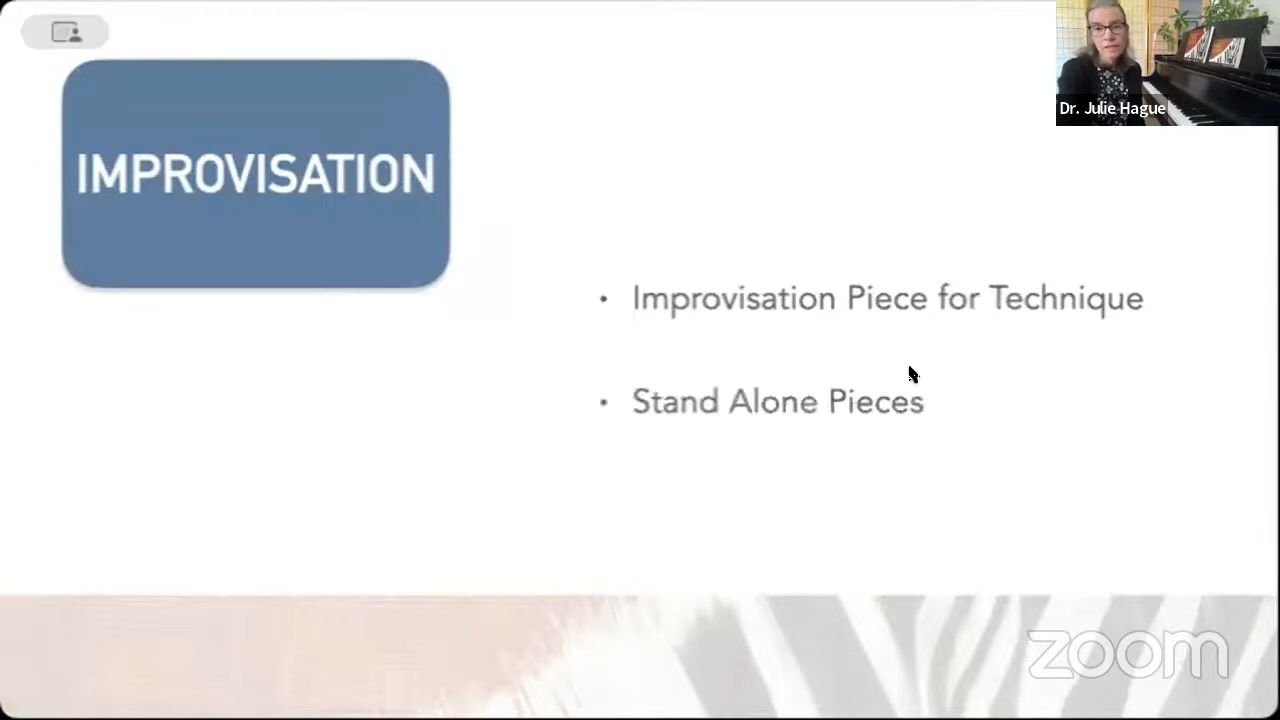 IMPROVISATION
Dr. Julie Hague
• Improvisation Piece for Technique
• Stand Alone Pieces
zoom